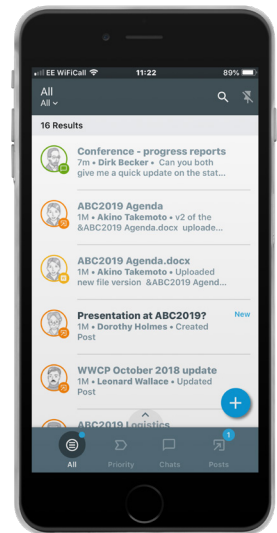 EE WiFiCall 11:22 89%
All
All
16 Results
Conference - progress reports
7m • Dirk Becker • Can you both
give me a quick update on the stat...
ABC2019 Agenda
1M • Akino Takemoto • v2 of the
&ABC2019 Agenda.docx uploade...
ABC2019 Agenda.docx
1M • Akino Takemoto • Uploaded
new file version &ABC2019 Agend...
Presentation at ABC2019? New
1M • Dorothy Holmes • Created
Post
WWCP October 2018 update
1M • Leonard Wallace • Updated
Post
ABC2019 Logistics
1
All Priority Chats Posts